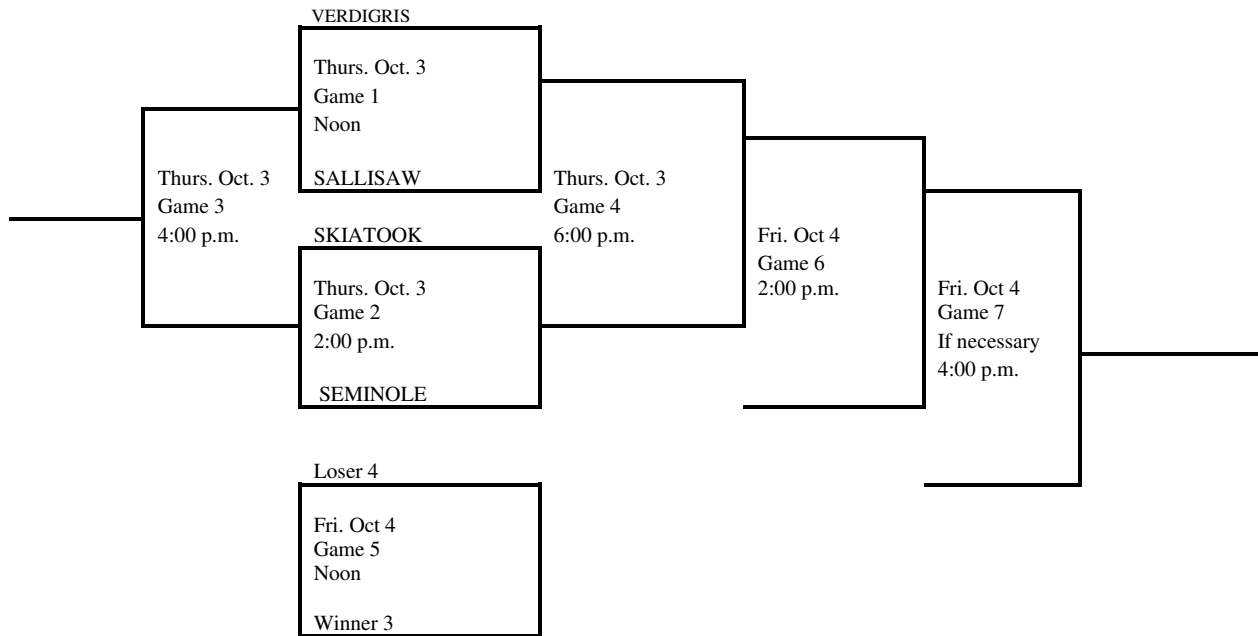 VERDIGRIS
Thurs. Oct. 3
Game 1
Noon
SALLISAW
Thurs. Oct. 3
Game 3
4:00 p.m.
SKIATOOK
Thurs. Oct. 3
Game 2
2:00 p.m.
SEMINOLE
Thurs. Oct. 3
Game 4
6:00 p.m.
Fri. Oct 4
Game 6
2:00 p.m.
Fri. Oct 4
Game 7
If necessary
4:00 p.m.
Loser 4
Fri. Oct 4
Game 5
Noon
Winner 3